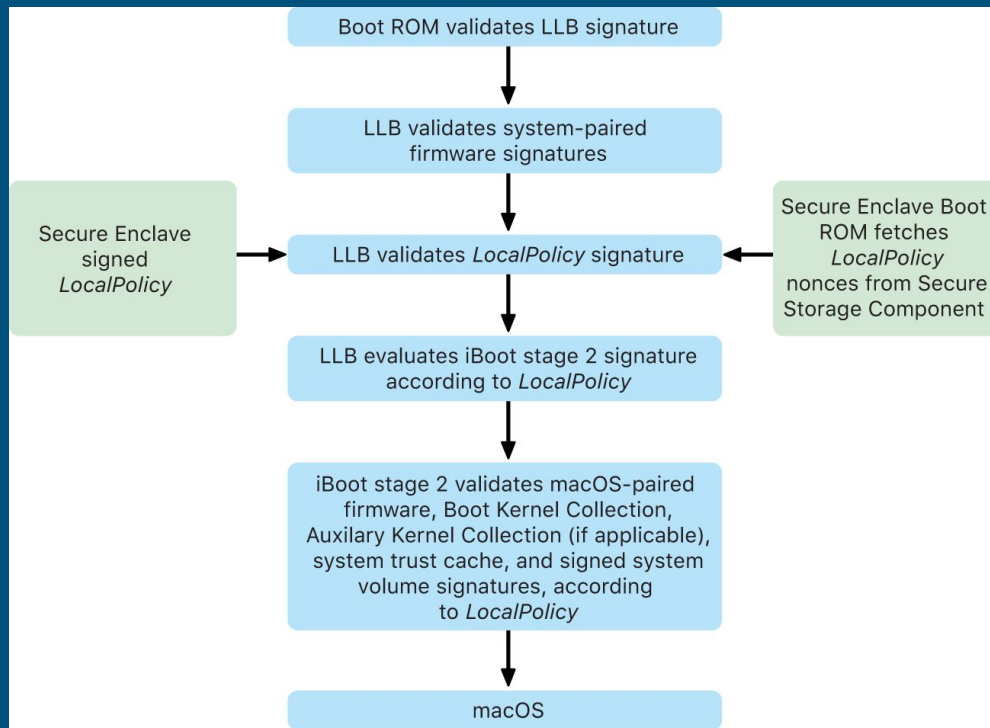 Boot ROM validates LLB signature
LLB validates system-paired
firmware signatures
Secure Enclave
signed
LocalPolicy
LLB validates LocalPolicy signature
Secure Enclave Boot
ROM fetches
LocalPolicy
nonces from Secure
Storage Component
LLB evaluates iBoot stage 2 signature
according to LocalPolicy
iBoot stage 2 validates macOS-paired
firmware, Boot Kernel Collection,
Auxilary Kernel Collection (if applicable),
system trust cache, and signed system
volume signatures, according
to LocalPolicy
macOS